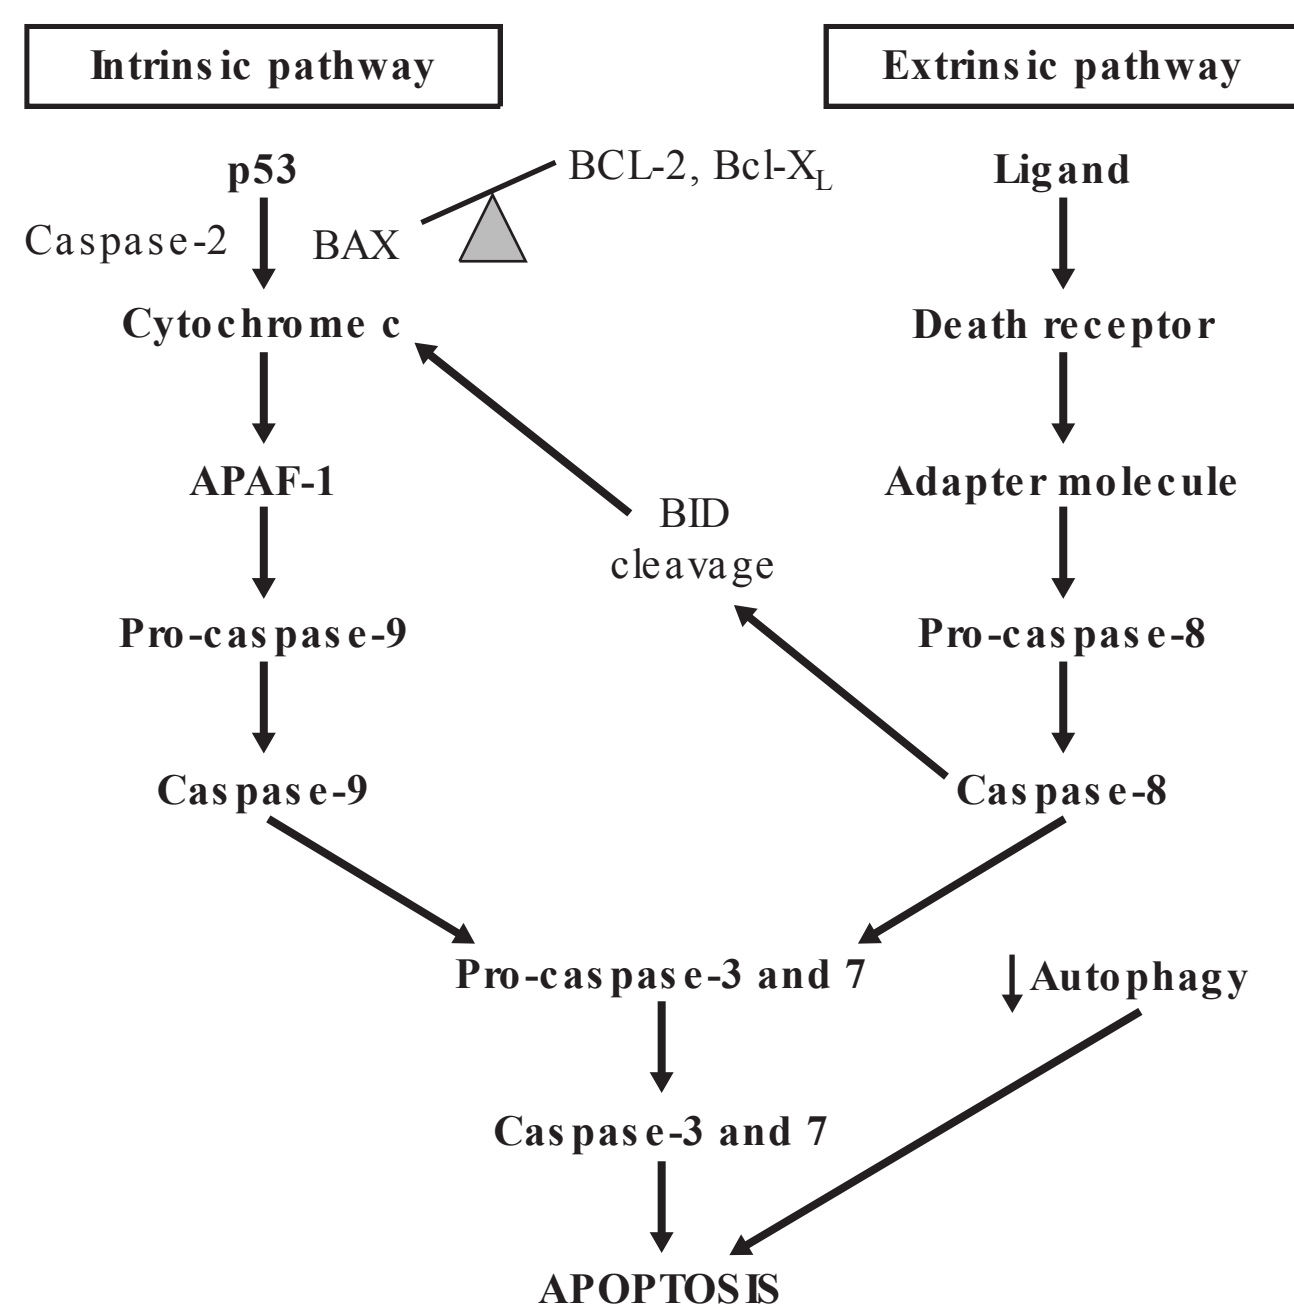 Intrinsic pathway
Extrinsic pathway
p53
BCL-2, Bcl-X_L
Ligand
Caspase-2
BAX
Cytochrome c
Death receptor
APAF-1
Adapter molecule
BID
cleavage
Pro-caspase-9
Pro-caspase-8
Caspase-9
Caspase-8
Pro-caspase-3 and 7
↓ Autophagy
Caspase-3 and 7
APOPTOSIS